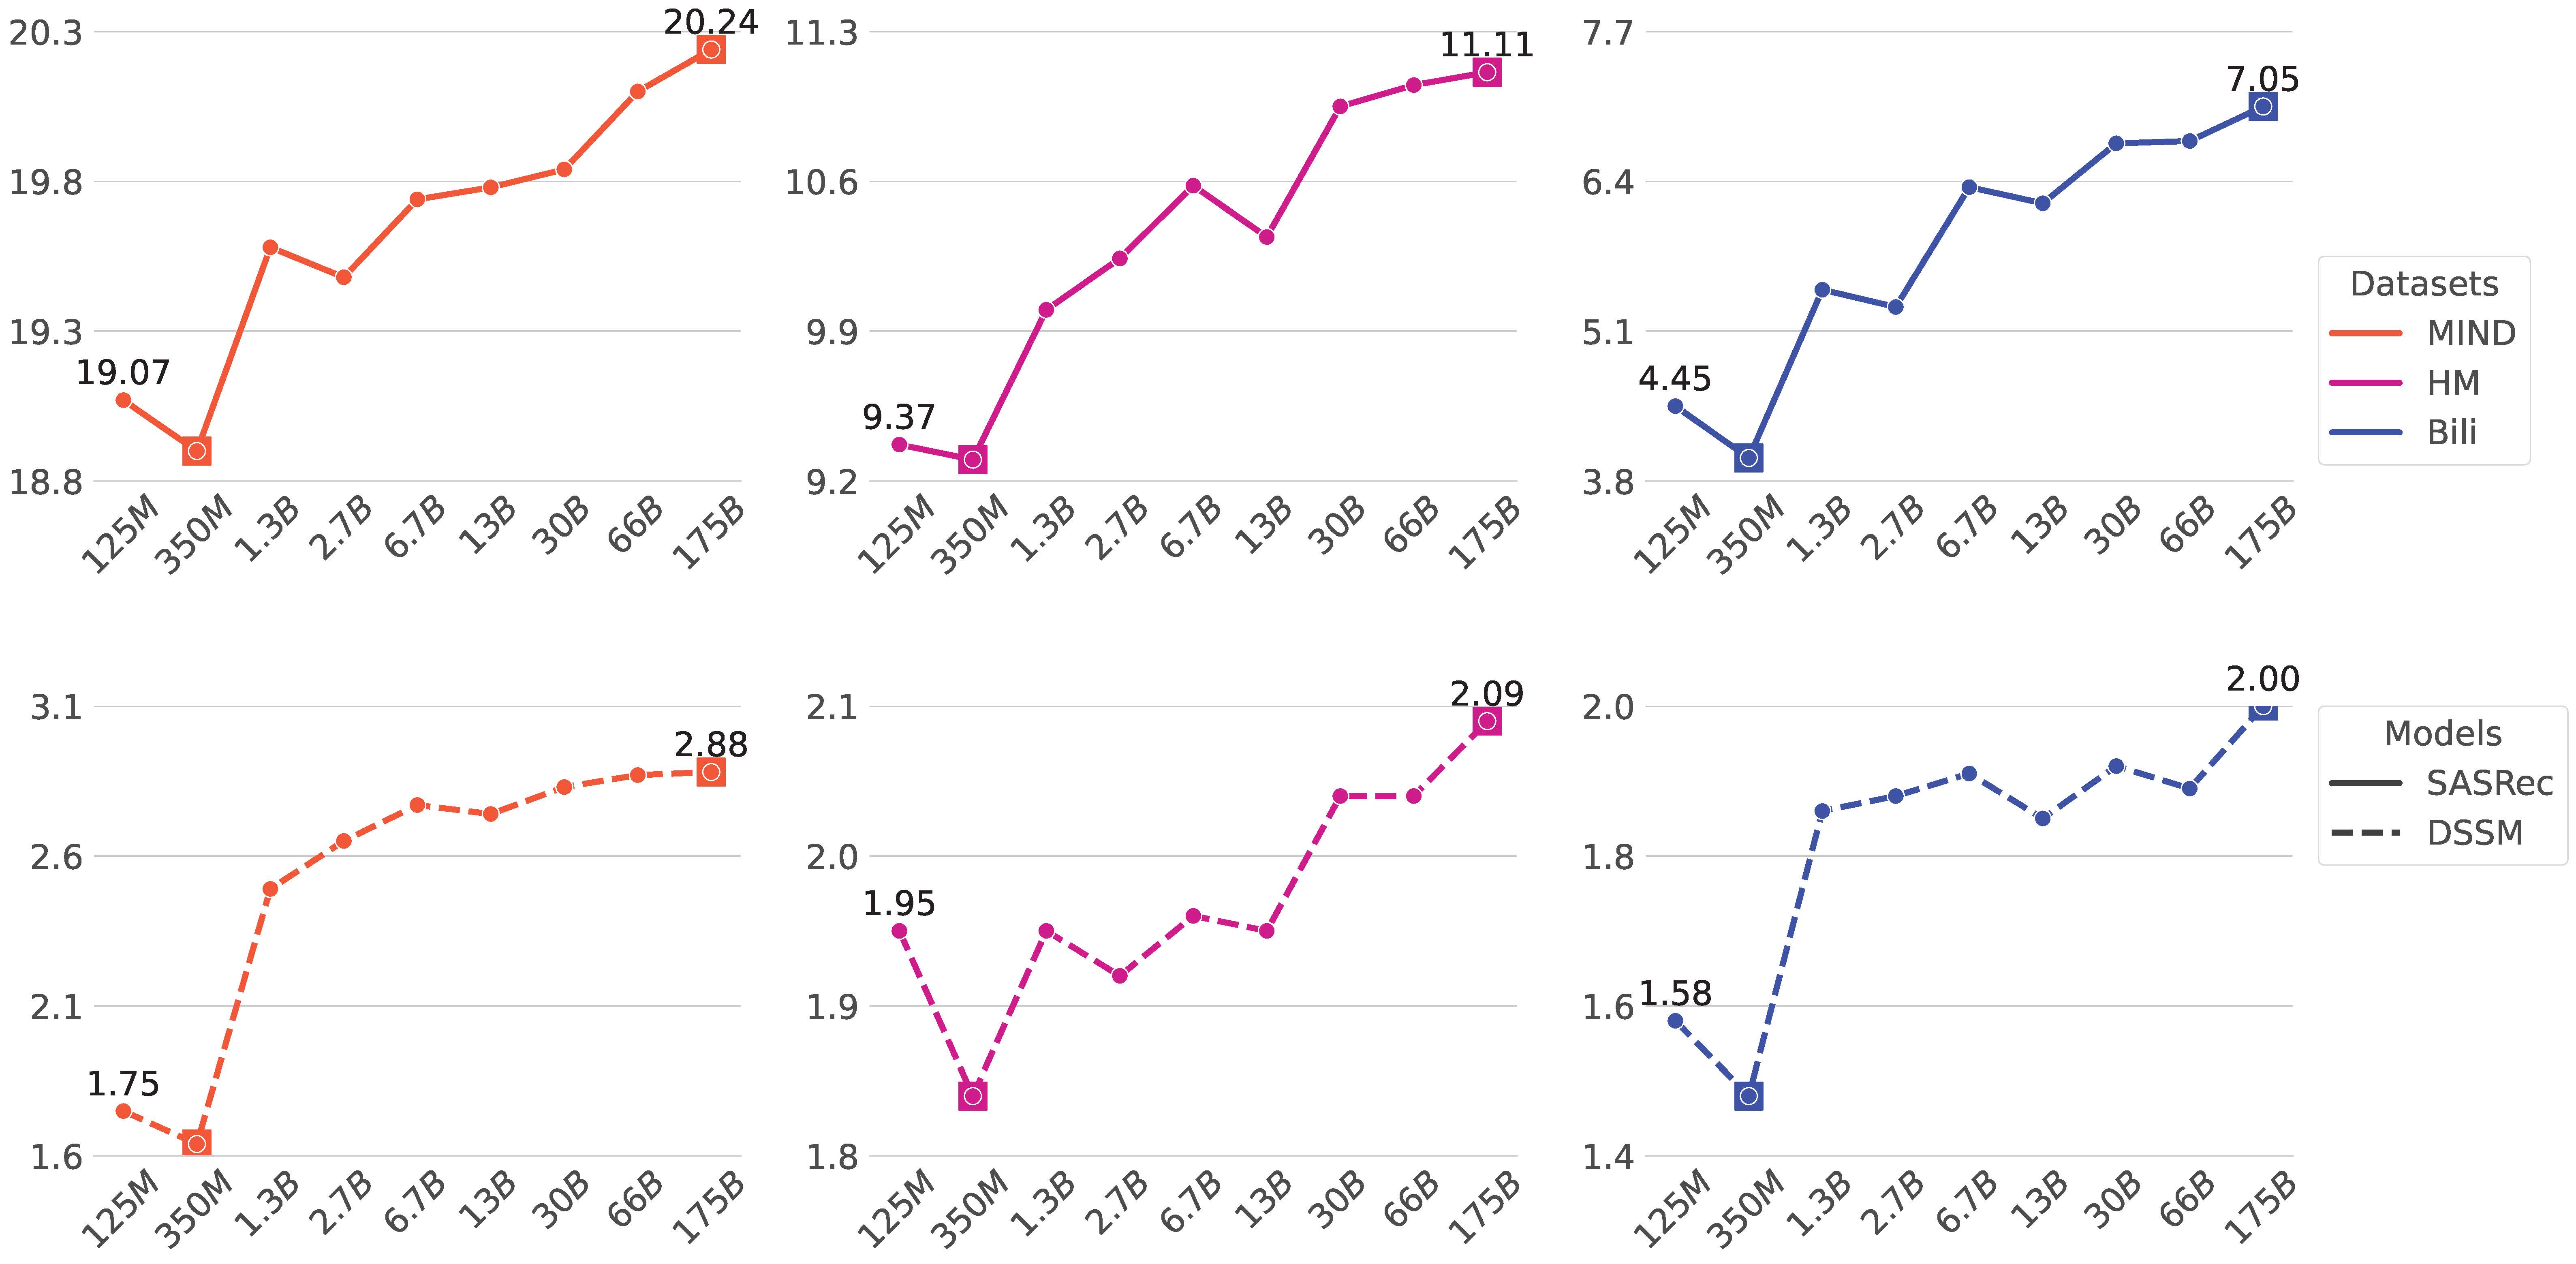 20.3
19.8
19.3
18.8
19.07
20.24
125M 350M 1.3B 2.7B 6.7B 13B 30B 66B 175B
11.3
10.6
9.9
9.2
9.37
11.11
125M 350M 1.3B 2.7B 6.7B 13B 30B 66B 175B
7.7
6.4
5.1
3.8
4.45
7.05
125M 350M 1.3B 2.7B 6.7B 13B 30B 66B 175B
Datasets
MIND
HM
Bili
3.1
2.6
2.1
1.6
1.75
2.88
125M 350M 1.3B 2.7B 6.7B 13B 30B 66B 175B
2.1
2.0
1.9
1.8
1.95
2.09
125M 350M 1.3B 2.7B 6.7B 13B 30B 66B 175B
2.0
1.8
1.6
1.4
1.58
2.00
125M 350M 1.3B 2.7B 6.7B 13B 30B 66B 175B
Models
SASRec
DSSM